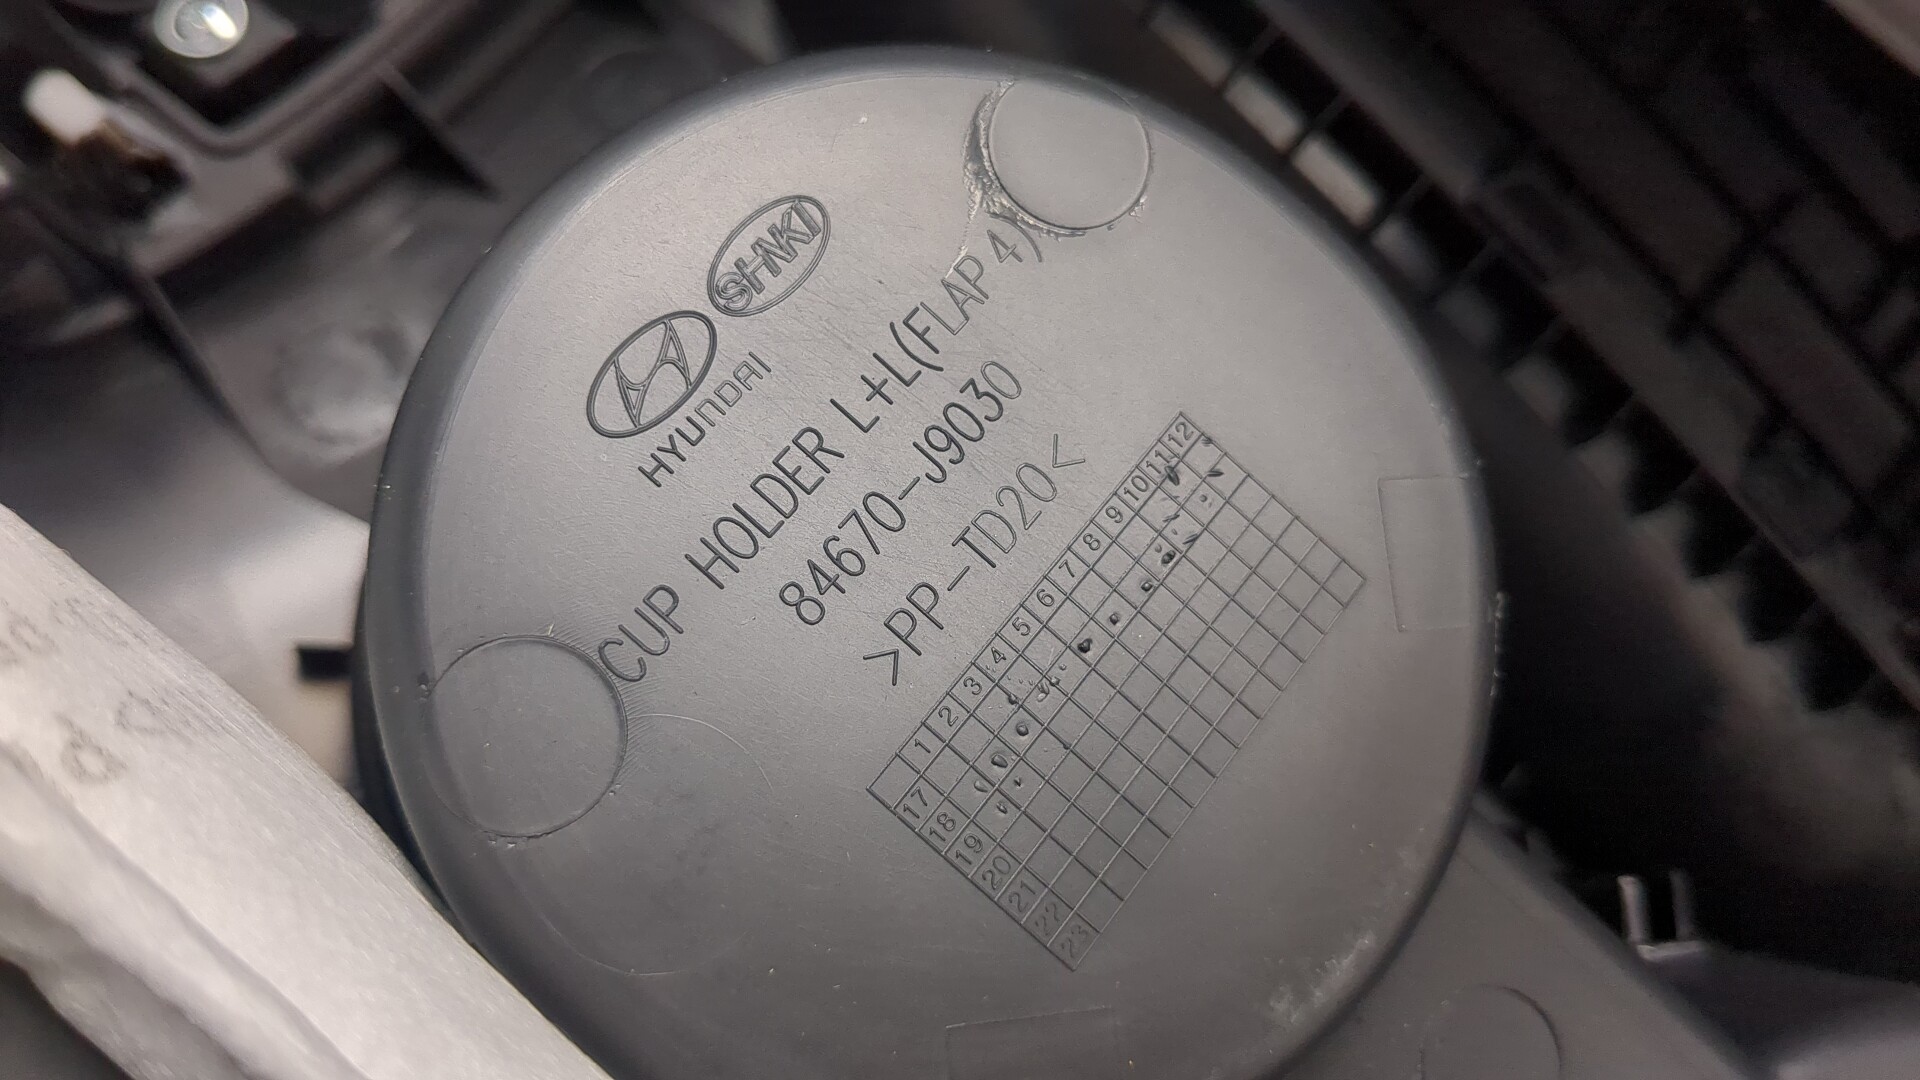 SHNKI
HYUNDAI
CUP HOLDER L+L(FLAP 4)
84670-J9030
>PP-TD20<
1 2 3 4 5 6 7 8 9 10 11 12
17
18
19
20
21
22
23